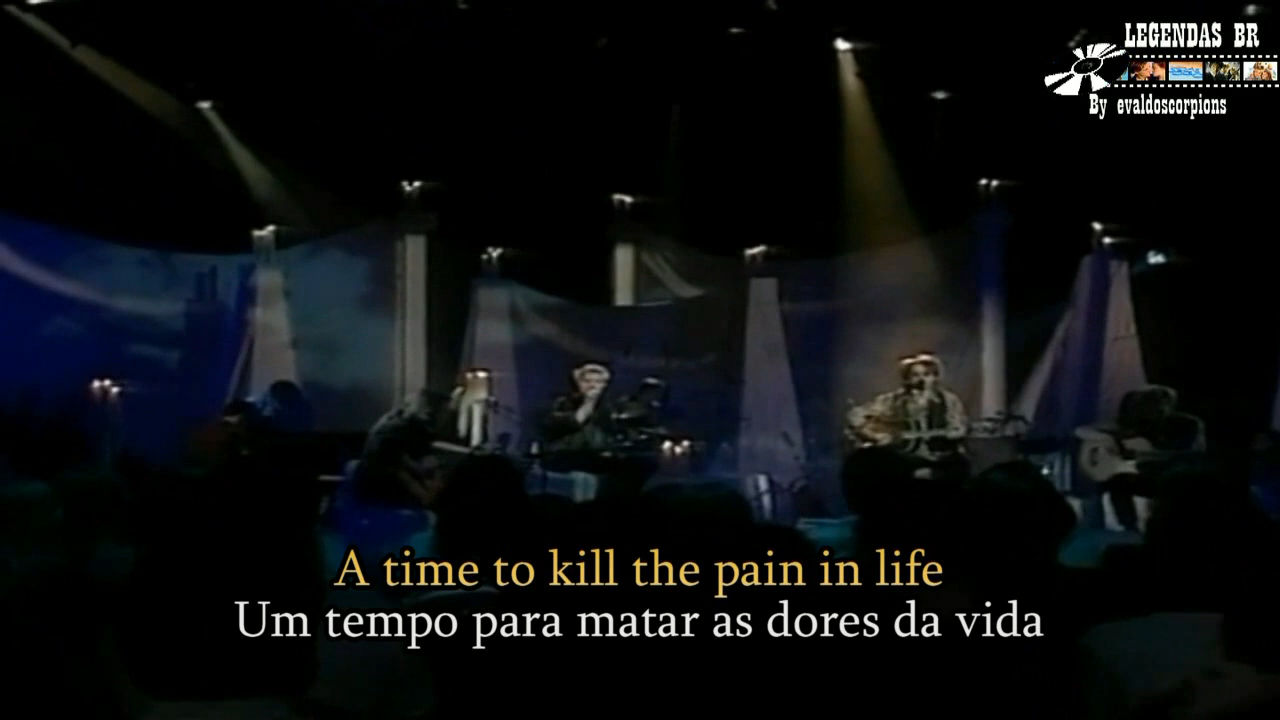 LEGENDAS BR
By evaldoscorpions
A time to kill the pain in life
Um tempo para matar as dores da vida